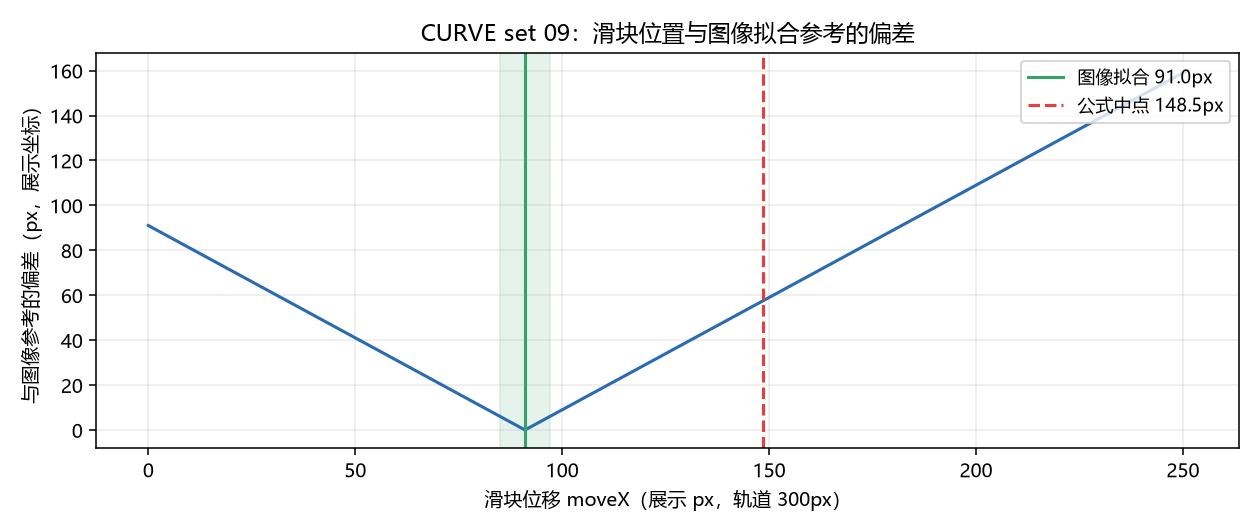 CURVE set 09：滑块位置与图像拟合参考的偏差
图像拟合 91.0px
公式中点 148.5px
与图像参考的偏差（px，展示坐标）
160
140
120
100
80
60
40
20
0
0 50 100 150 200 250
滑块位移 moveX（展示 px，轨道 300px）